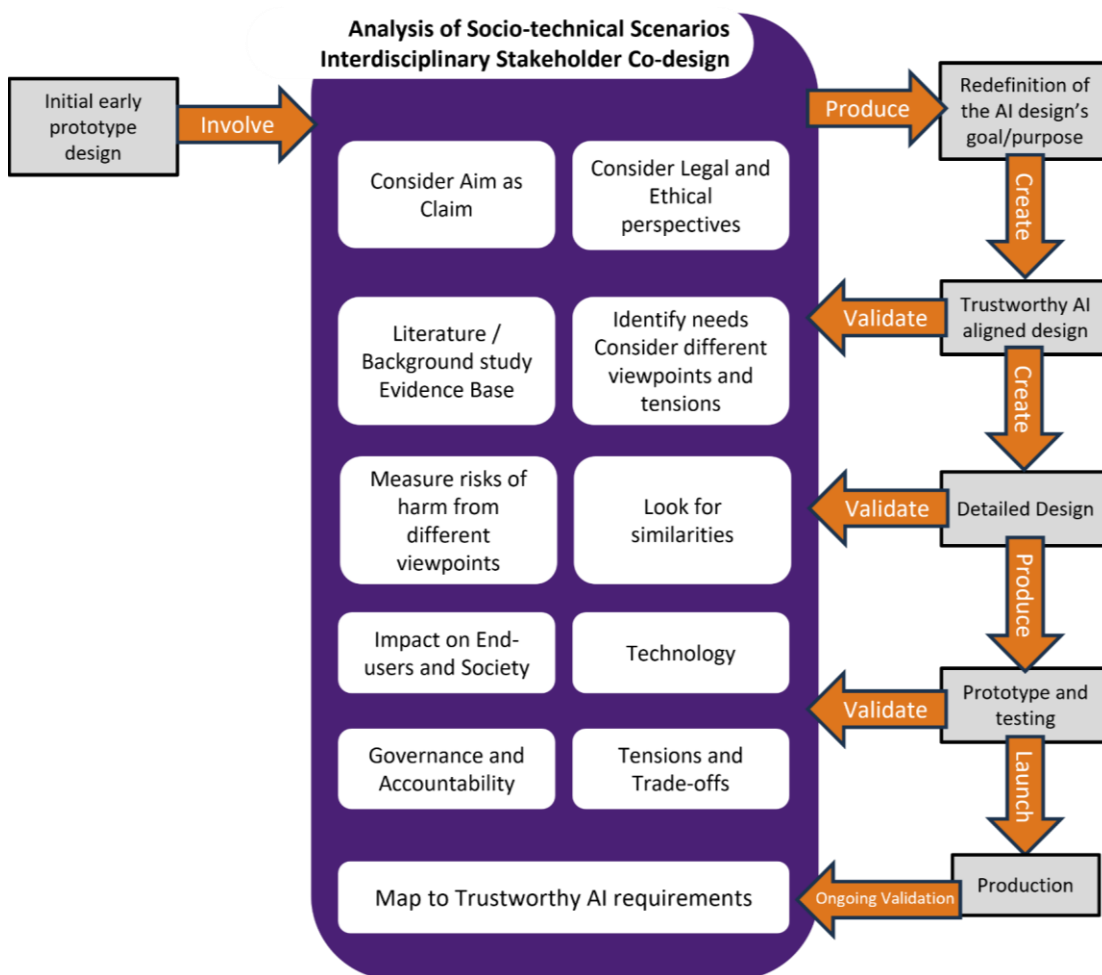 Analysis of Socio-technical Scenarios
Interdisciplinary Stakeholder Co-design
Initial early
prototype
design
Involve
Produce
Redefinition of
the AI design's
goal/purpose
Consider Aim as
Claim
Consider Legal and
Ethical
perspectives
Create
Literature /
Background study
Evidence Base
Identify needs
Consider different
viewpoints and
tensions
Validate
Trustworthy AI
aligned design
Create
Measure risks of
harm from
different
viewpoints
Look for
similarities
Validate
Detailed Design
Produce
Impact on End-
users and Society
Technology
Validate
Prototype and
testing
Governance and
Accountability
Tensions and
Trade-offs
Launch
Map to Trustworthy AI requirements
Ongoing Validation
Production